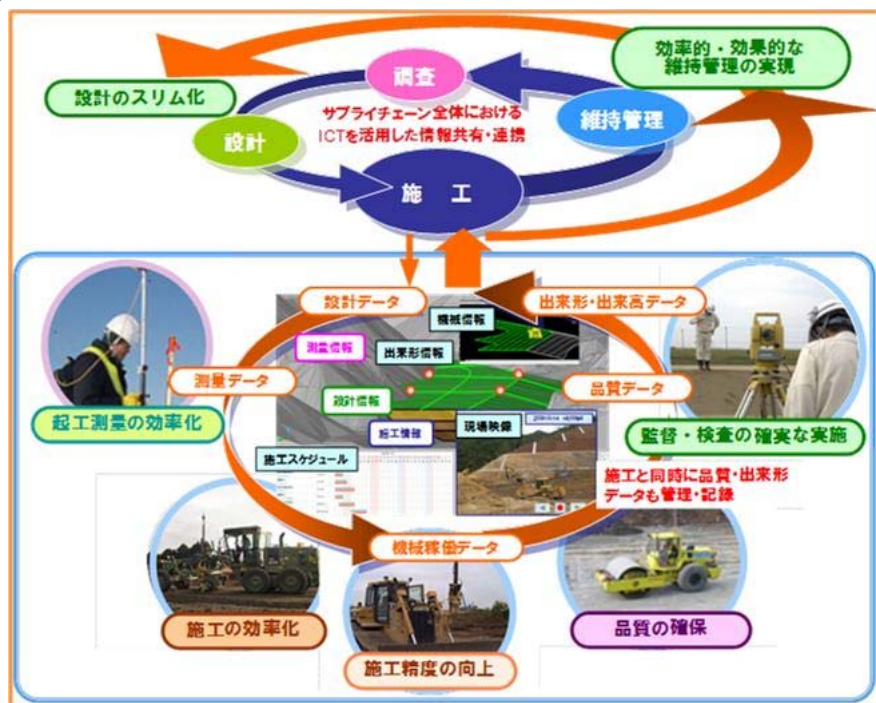 効率的・効果的な
維持管理の実現
調査
設計のスリム化
サプライチェーン全体における
ICTを活用した情報共有・連携
維持管理
設計
施 工
設計データ
出来形・出来高データ
機械情報
測量情報
出来形情報
測量データ
品質データ
設計情報
起工測量の効率化
施工情報
現場映像
監督・検査の確実な実施
施工スケジュール
施工と同時に品質・出来形
データも管理・記録
機械稼働データ
施工の効率化
品質の確保
施工精度の向上